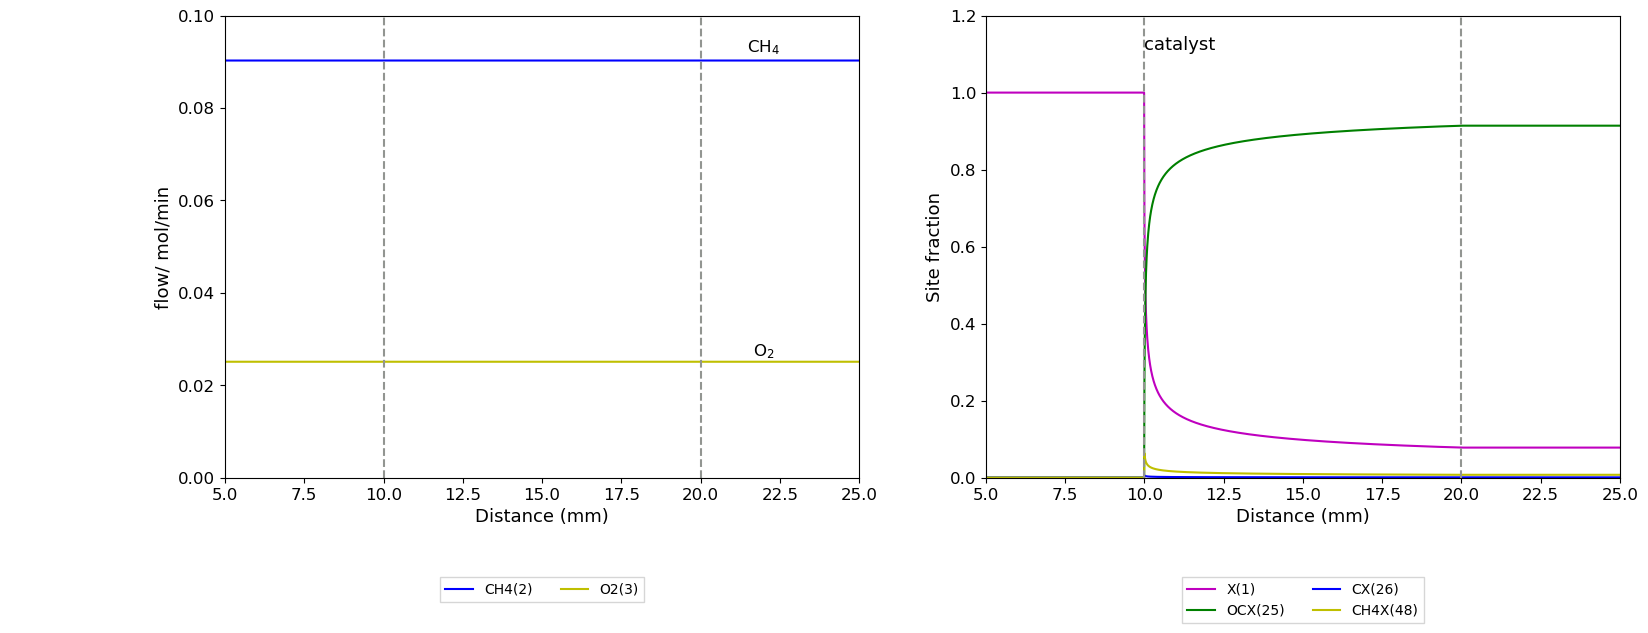 0.10
0.08
0.06
0.04
0.02
0.00
flow/ mol/min
CH4
O2
5.0 7.5 10.0 12.5 15.0 17.5 20.0 22.5 25.0
Distance (mm)
CH4(2) O2(3)
1.2
1.0
0.8
0.6
0.4
0.2
0.0
Site fraction
catalyst
5.0 7.5 10.0 12.5 15.0 17.5 20.0 22.5 25.0
Distance (mm)
X(1) CX(26)
OCX(25) CH4X(48)